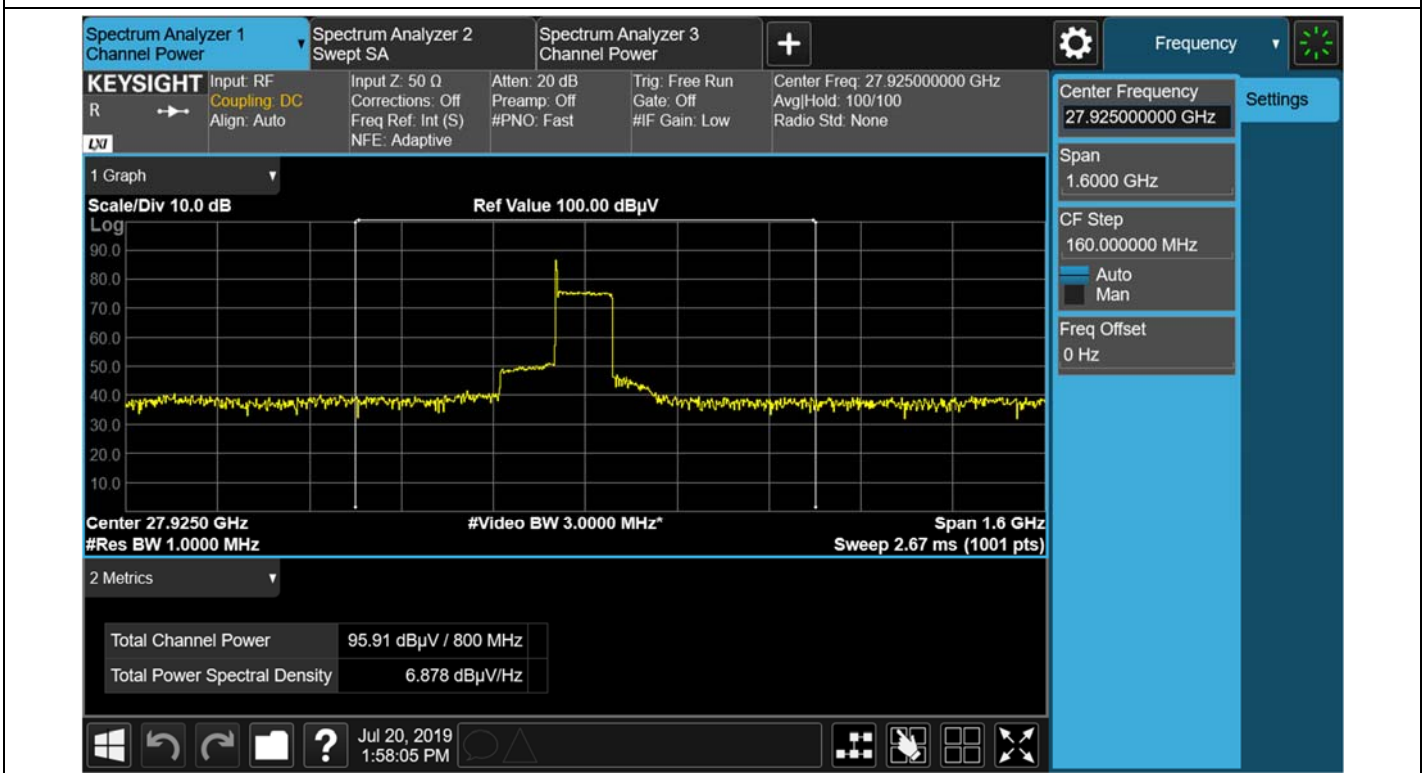 Spectrum Analyzer 1
Channel Power
Spectrum Analyzer 2
Swept SA
Spectrum Analyzer 3
Channel Power
+
Frequency
KEYSIGHT
R
LXI
Input: RF
Coupling: DC
Align: Auto
Input Z: 50 Ω
Corrections: Off
Freq Ref: Int (S)
NFE: Adaptive
Atten: 20 dB
Preamp: Off
#PNO: Fast
Trig: Free Run
Gate: Off
#IF Gain: Low
Center Freq: 27.925000000 GHz
Avg|Hold: 100/100
Radio Std: None
Center Frequency
27.925000000 GHz
Settings
Span
1.6000 GHz
CF Step
160.000000 MHz
Auto
Man
Freq Offset
0 Hz
1 Graph
Scale/Div 10.0 dB
Ref Value 100.00 dBµV
Log
90.0
80.0
70.0
60.0
50.0
40.0
30.0
20.0
10.0
Center 27.9250 GHz
#Video BW 3.0000 MHz*
Span 1.6 GHz
#Res BW 1.0000 MHz
Sweep 2.67 ms (1001 pts)
2 Metrics
Total Channel Power
95.91 dBµV / 800 MHz
Total Power Spectral Density
6.878 dBµV/Hz
?
Jul 20, 2019
1:58:05 PM